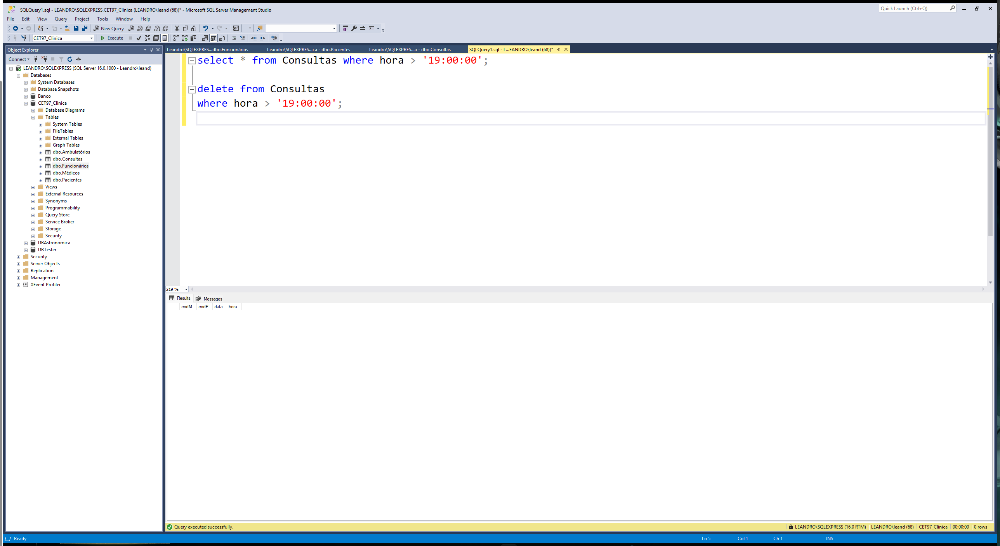 SQLQuery1.sql - LEANDRO\SQLEXPRESS.CET97_Clinica (LEANDRO\leand (68))* - Microsoft SQL Server Management Studio
Quick Launch (Ctrl+Q)
File Edit View Query Project Tools Window Help
New Query MDX DMX XMLA DAX
CET97_Clinica Execute
Object Explorer
Connect
LEANDRO\SQLEXPRESS (SQL Server 16.0.1000 - Leandro\leand)
Databases
System Databases
Database Snapshots
Banco
CET97_Clinica
Database Diagrams
Tables
System Tables
FileTables
External Tables
Graph Tables
dbo.Ambulatórios
dbo.Consultas
dbo.Funcionários
dbo.Médicos
dbo.Pacientes
Views
External Resources
Synonyms
Programmability
Query Store
Service Broker
Storage
Security
DBAstronomica
DBTester
Security
Server Objects
Replication
Management
XEvent Profiler
Leandro\SQLEXPRES...dbo.Funcionários Leandro\SQLEXPRES...ca - dbo.Pacientes Leandro\SQLEXPRES...a - dbo.Consultas SQLQuery1.sql - L...EANDRO\leand (68))*
select * from Consultas where hora > '19:00:00';
delete from Consultas
where hora > '19:00:00';
219 %
Results Messages
codM codP data hora
Query executed successfully. LEANDRO\SQLEXPRESS (16.0 RTM) LEANDRO\leand (68) CET97_Clinica 00:00:00 0 rows
Ready Ln 5 Col 1 Ch 1 INS